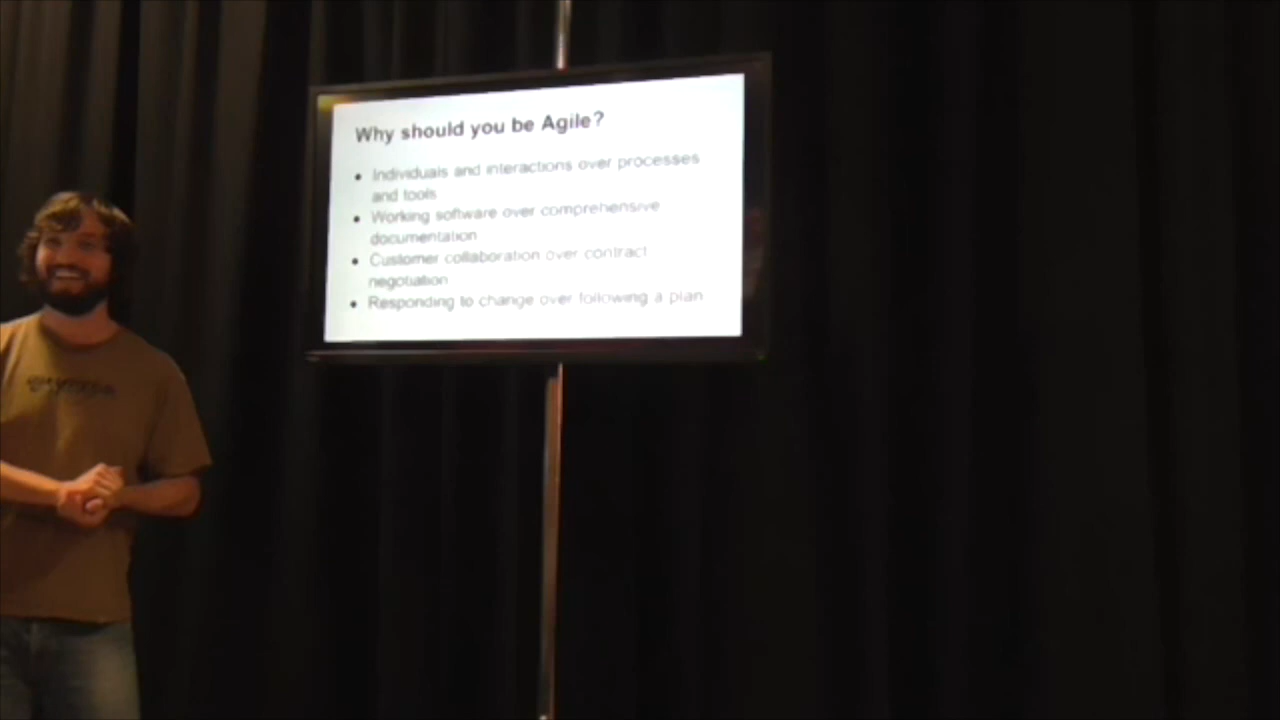 Why should you be Agile?
• Individuals and interactions over processes
and tools
• Working software over comprehensive
documentation
• Customer collaboration over contract
negotiation
• Responding to change over following a plan